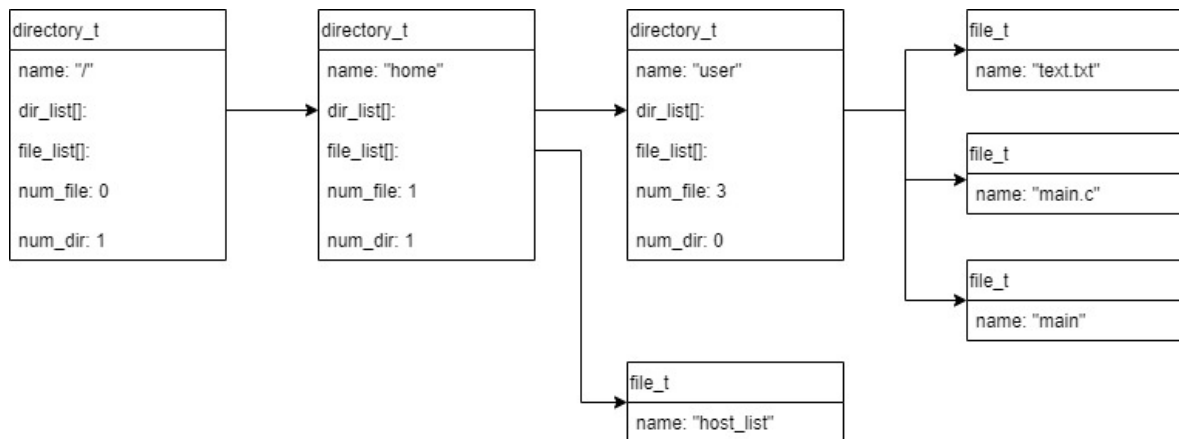 directory_t
name: "/"
dir_list[]:
file_list[]:
num_file: 0
num_dir: 1
directory_t
name: "home"
dir_list[]:
file_list[]:
num_file: 1
num_dir: 1
directory_t
name: "user"
dir_list[]:
file_list[]:
num_file: 3
num_dir: 0
file_t
name: "text.txt"
file_t
name: "main.c"
file_t
name: "main"
file_t
name: "host_list"